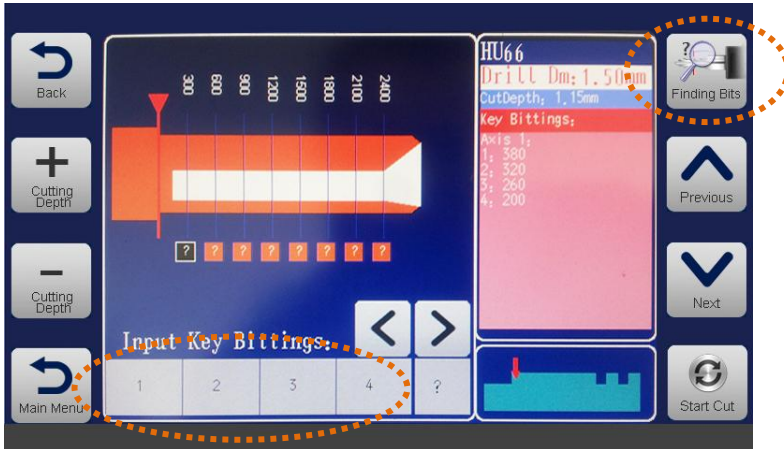 Back
Cutting
Depth
Cutting
Depth
Main Menu
300
600
900
1200
1500
1800
2100
2400
? ? ? ? ? ? ? ?
Input Key Bittings:
1 2 3 4 ?
HU66
Drill Dm: 1.50mm
CutDepth: 1.15mm
Key Bittings:
Axis 1:
1: 380
2: 320
3: 260
4: 200
?
Finding Bits
Previous
Next
Start Cut